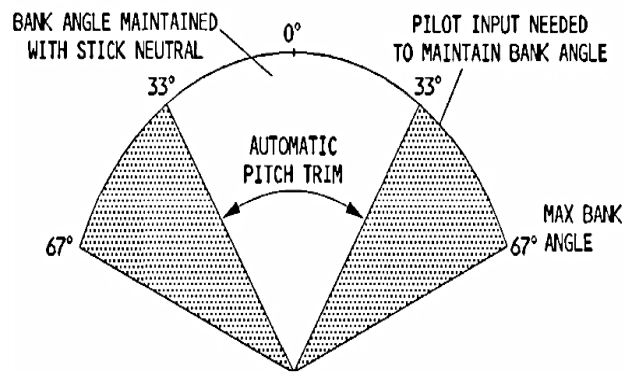 BANK ANGLE MAINTAINED
WITH STICK NEUTRAL
0°
PILOT INPUT NEEDED
TO MAINTAIN BANK ANGLE
33°
33°
AUTOMATIC
PITCH TRIM
67°
67°
MAX BANK
ANGLE